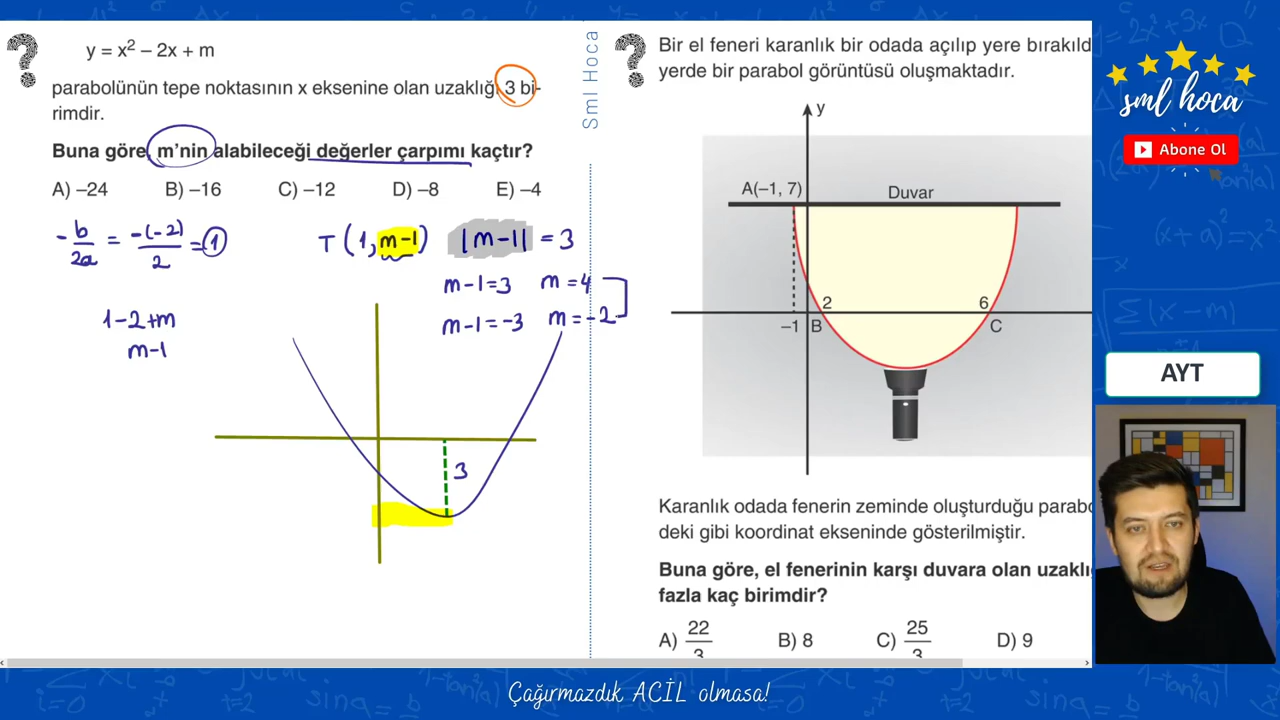 y = x² – 2x + m
parabolünün tepe noktasının x eksenine olan uzaklığı 3 bi-
rimdir.
Buna göre, m'nin alabileceği değerler çarpımı kaçtır?
A) –24 B) –16 C) –12 D) –8 E) –4
-b/2a = -(-2)/2 = 1
T (1, m-1) |m-1| = 3
m-1=3 m=4
m-1=-3 m=-2
1-2+m
m-1
3
Sml Hoca
Bir el feneri karanlık bir odada açılıp yere bırakıld
yerde bir parabol görüntüsü oluşmaktadır.
y
A(–1, 7) Duvar
2 6
–1 B C
Karanlık odada fenerin zeminde oluşturduğu parabo
deki gibi koordinat ekseninde gösterilmiştir.
Buna göre, el fenerinin karşı duvara olan uzaklı
fazla kaç birimdir?
A) 22/3 B) 8 C) 25/3 D) 9
sml hoca
Abone Ol
AYT
Çağırmazdık ACİL olmasa!